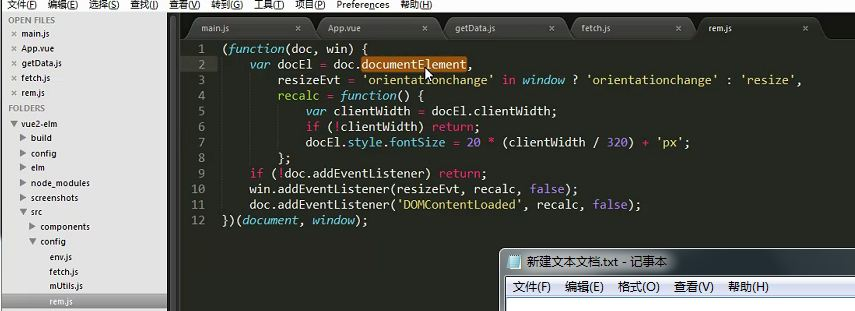 文件(F) 编辑(E) 选择(S) 查找(I) 查看(V) 转到(G) 工具(T) 项目(P) Preferences 帮助(H)
OPEN FILES
× main.js
× App.vue
× getData.js
× fetch.js
× rem.js
FOLDERS
vue2-elm
build
config
elm
node_modules
screenshots
src
components
config
env.js
fetch.js
mUtils.js
rem.js
main.js × App.vue × getData.js × fetch.js × rem.js ×
1 (function(doc, win) {
2 var docEl = doc.documentElement,
3 resizeEvt = 'orientationchange' in window ? 'orientationchange' : 'resize',
4 recalc = function() {
5 var clientWidth = docEl.clientWidth;
6 if (!clientWidth) return;
7 docEl.style.fontSize = 20 * (clientWidth / 320) + 'px';
8 };
9 if (!doc.addEventListener) return;
10 win.addEventListener(resizeEvt, recalc, false);
11 doc.addEventListener('DOMContentLoaded', recalc, false);
12 })(document, window);
新建文本文档.txt - 记事本
文件(F) 编辑(E) 格式(O) 查看(V) 帮助(H)